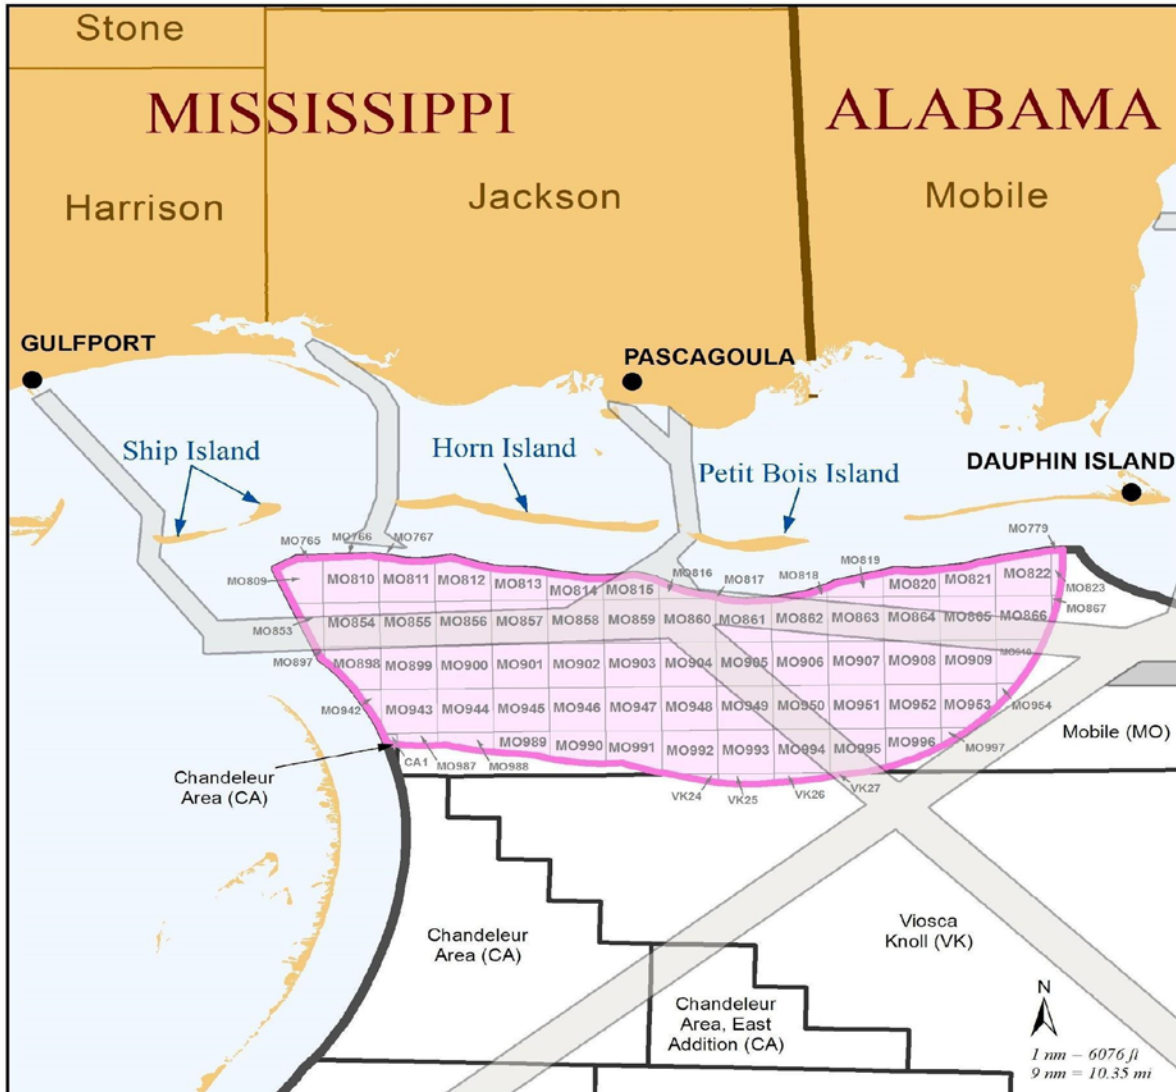 Stone
MISSISSIPPI
ALABAMA
Harrison
Jackson
Mobile
GULFPORT
PASCAGOULA
Ship Island
Horn Island
Petit Bois Island
DAUPHIN ISLAND
MO765
MO766
MO767
MO779
MO809
MO810
MO811
MO812
MO813
MO814
MO815
MO816
MO817
MO818
MO819
MO820
MO821
MO822
MO823
MO853
MO854
MO855
MO856
MO857
MO858
MO859
MO860
MO861
MO862
MO863
MO864
MO865
MO866
MO867
MO897
MO898
MO899
MO900
MO901
MO902
MO903
MO904
MO905
MO906
MO907
MO908
MO909
MO910
MO942
MO943
MO944
MO945
MO946
MO947
MO948
MO949
MO950
MO951
MO952
MO953
MO954
Mobile (MO)
CA1
MO987
MO988
MO989
MO990
MO991
MO992
MO993
MO994
MO995
MO996
MO997
Chandeleur
Area (CA)
VK24
VK25
VK26
VK27
Chandeleur
Area (CA)
Viosca
Knoll (VK)
Chandeleur
Area, East
Addition (CA)
N
1 nm – 6076 ft
9 nm = 10.35 mi